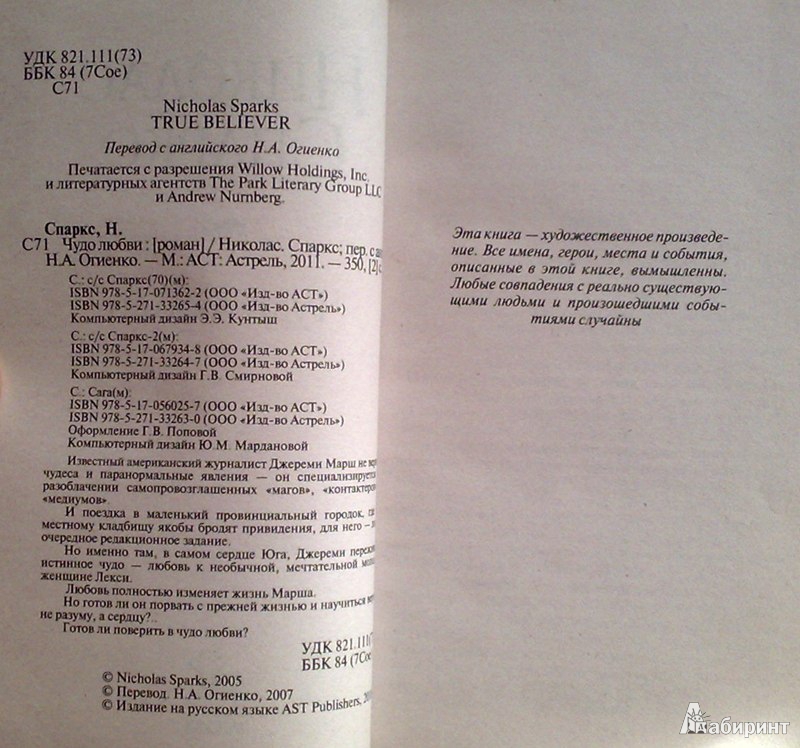 УДК 821.111(73)
ББК 84 (7Сое)
С71
Nicholas Sparks
TRUE BELIEVER
Перевод с английского Н.А. Огиенко
Печатается с разрешения Willow Holdings, Inc.
и литературных агентств The Park Literary Group LLC
и Andrew Nurnberg.
Спаркс, Н.
С71 Чудо любви : [роман] / Николас. Спаркс; пер. с
Н.А. Огиенко. — М.: АСТ: Астрель, 2011. — 350, [2]
С.: с/с Спаркс(70)(м):
ISBN 978-5-17-071362-2 (ООО «Изд-во АСТ»)
ISBN 978-5-271-33265-4 (ООО «Изд-во Астрель»)
Компьютерный дизайн Э.Э. Кунтыш
С.: с/с Спаркс-2(м):
ISBN 978-5-17-067934-8 (ООО «Изд-во АСТ»)
ISBN 978-5-271-33264-7 (ООО «Изд-во Астрель»)
Компьютерный дизайн Г.В. Смирновой
С.: Сага(м):
ISBN 978-5-17-056025-7 (ООО «Изд-во АСТ»)
ISBN 978-5-271-33263-0 (ООО «Изд-во Астрель»)
Оформление Г.В. Поповой
Компьютерный дизайн Ю.М. Мардановой
Известный американский журналист Джереми Марш не
чудеса и паранормальные явления — он специализируется
разоблачении самопровозглашенных «магов»,
«медиумов».
И поездка в маленький провинциальный городок,
местному кладбищу якобы бродят привидения, для него —
очередное редакционное задание.
Но именно там, в самом сердце Юга, Джереми
истинное чудо — любовь к необычной, мечтательной
женщине Лекси.
Любовь полностью изменяет жизнь Марша.
Но готов ли он порвать с прежней жизнью и научиться
не разуму, а сердцу?..
Готов ли поверить в чудо любви?
УДК 821.111(7
ББК 84 (7Сое
© Nicholas Sparks, 2005
© Перевод. Н.А. Огиенко, 2007
© Издание на русском языке AST Publishers,
Эта книга — художественное произведе-
ние. Все имена, герои, места и события,
описанные в этой книге, вымышленны.
Любые совпадения с реально существую-
щими людьми и произошедшими собы-
тиями случайны
Лабиринт